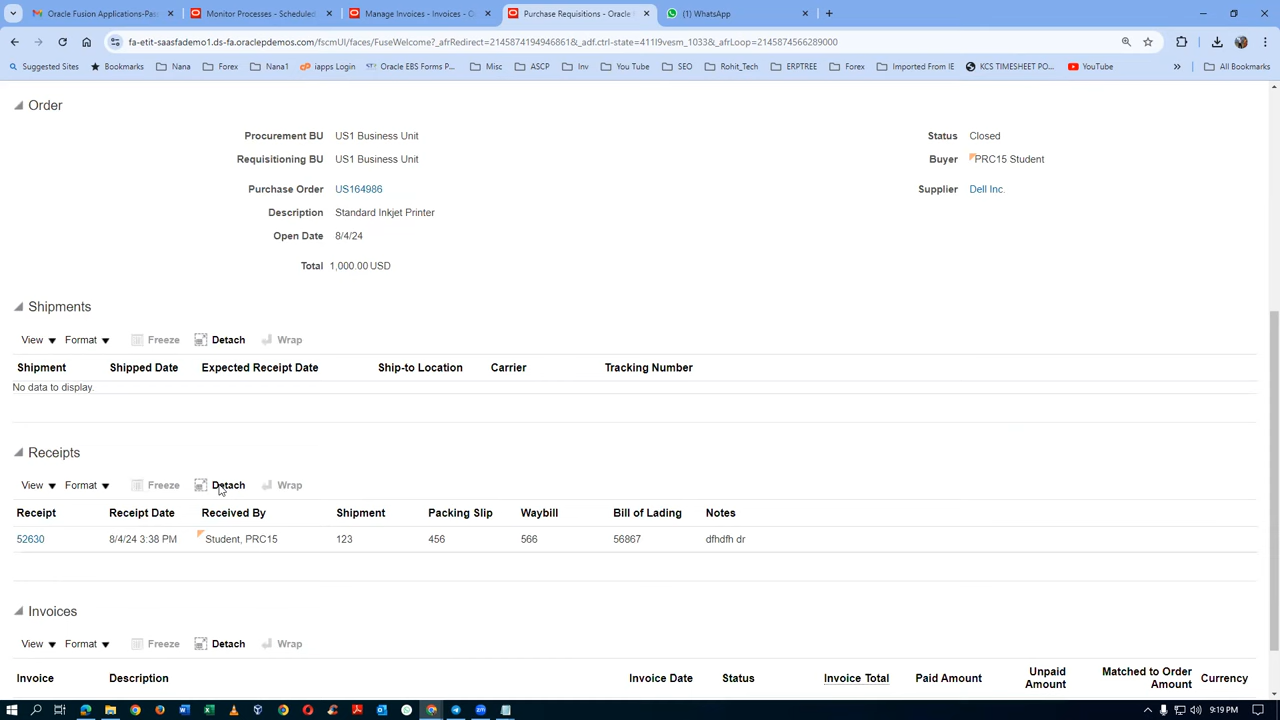 Oracle Fusion Applications-Pas
Monitor Processes - Scheduled
Manage Invoices - Invoices - O
Purchase Requisitions - Oracle
(1) WhatsApp
fa-etit-saasfademo1.ds-fa.oraclepdemos.com/fscmUI/faces/FuseWelcome?_afrRedirect=2145874194946861&_adf.ctrl-state=411l9vesm_1033&_afrLoop=2145874566289000
Suggested Sites Bookmarks Nana Forex Nana1 iapps Login Oracle EBS Forms P... Misc ASCP Inv You Tube SEO Rohit_Tech ERPTREE Forex Imported From IE KCS TIMESHEET PO... YouTube » All Bookmarks
Order
Procurement BU US1 Business Unit Status Closed
Requisitioning BU US1 Business Unit Buyer PRC15 Student
Purchase Order US164986 Supplier Dell Inc.
Description Standard Inkjet Printer
Open Date 8/4/24
Total 1,000.00 USD
Shipments
View Format Freeze Detach Wrap
Shipment Shipped Date Expected Receipt Date Ship-to Location Carrier Tracking Number
No data to display.
Receipts
View Format Freeze Detach Wrap
Receipt Receipt Date Received By Shipment Packing Slip Waybill Bill of Lading Notes
52630 8/4/24 3:38 PM Student, PRC15 123 456 566 56867 dfhdfh dr
Invoices
View Format Freeze Detach Wrap
Invoice Description Invoice Date Status Invoice Total Paid Amount Unpaid Amount Matched to Order Amount Currency
9:19 PM